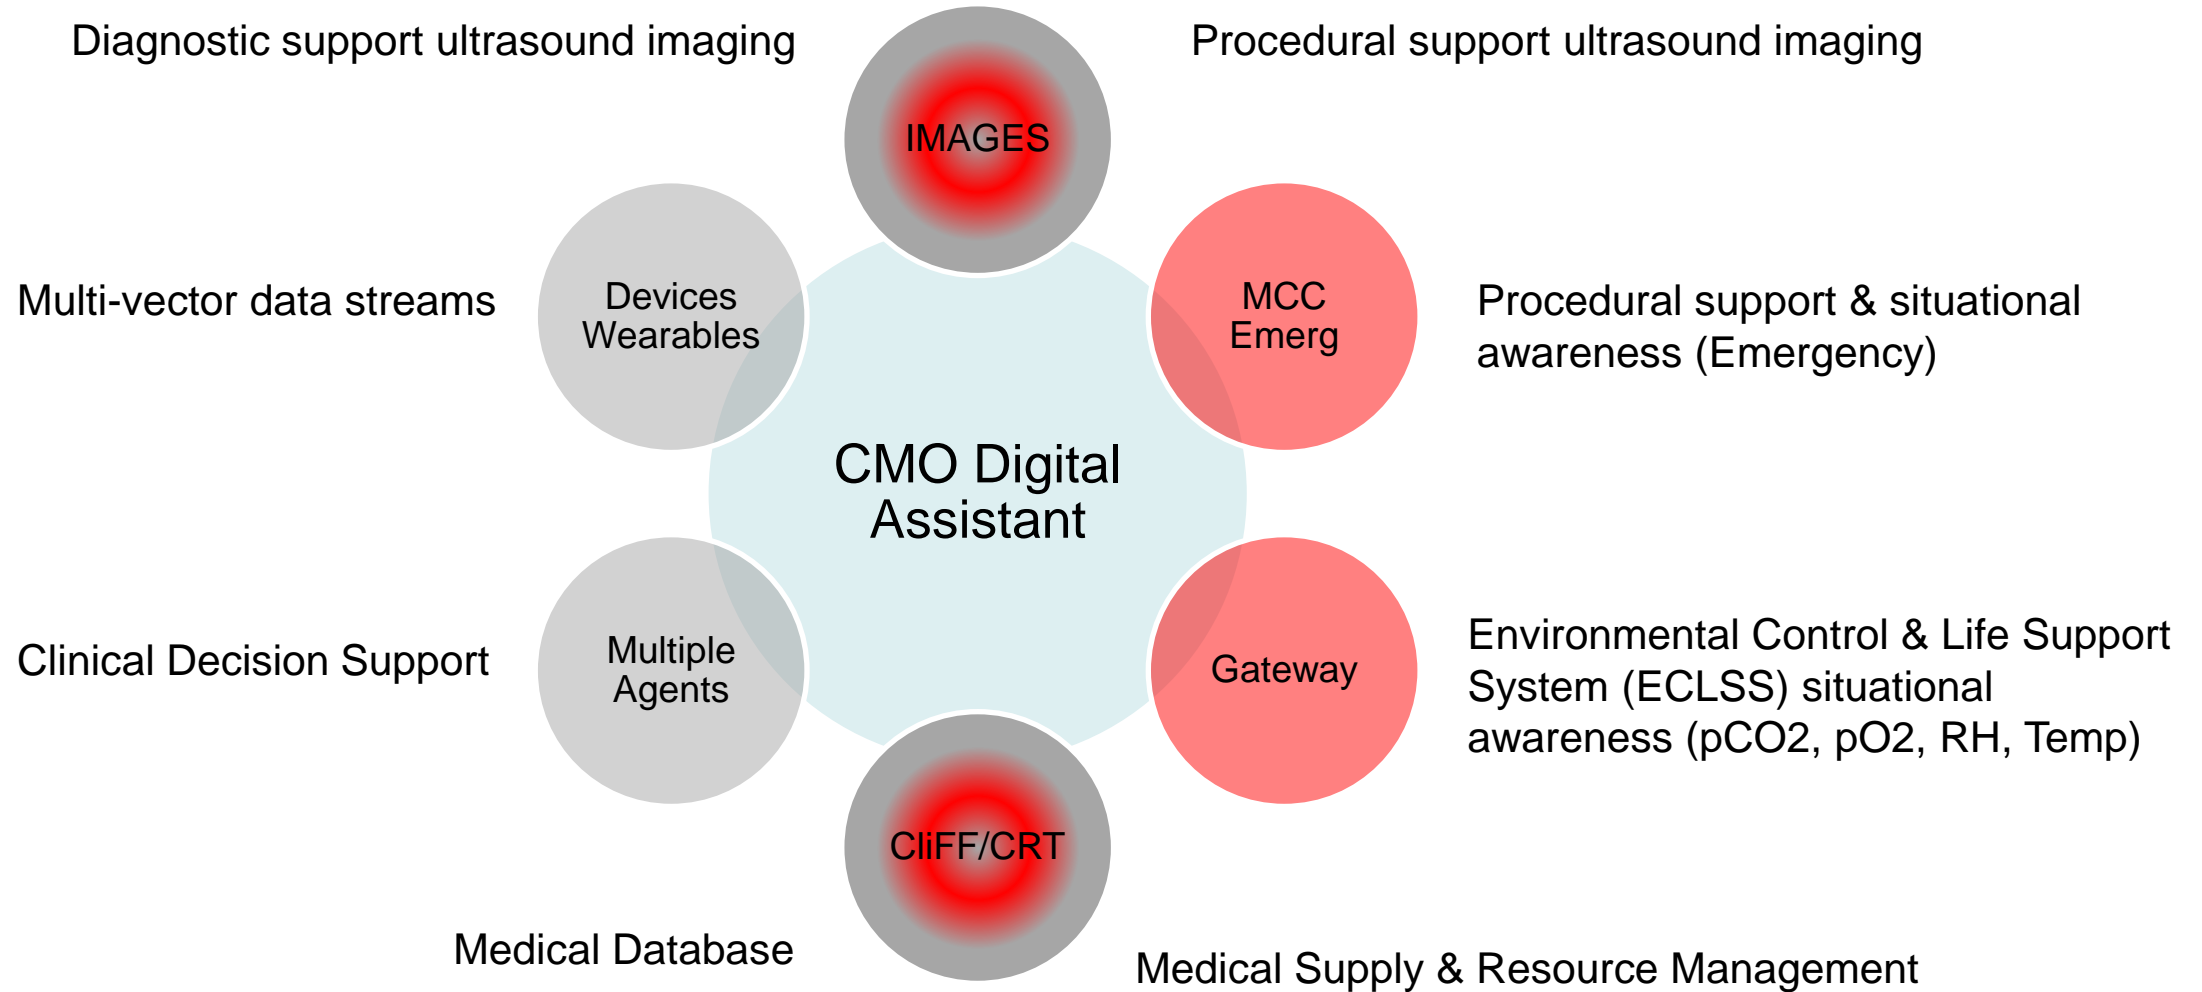 Diagnostic support ultrasound imaging
Procedural support ultrasound imaging
IMAGES
Multi-vector data streams
Devices
Wearables
MCC
Emerg
Procedural support & situational
awareness (Emergency)
CMO Digital
Assistant
Clinical Decision Support
Multiple
Agents
Gateway
Environmental Control & Life Support
System (ECLSS) situational
awareness (pCO2, pO2, RH, Temp)
CliFF/CRT
Medical Database
Medical Supply & Resource Management